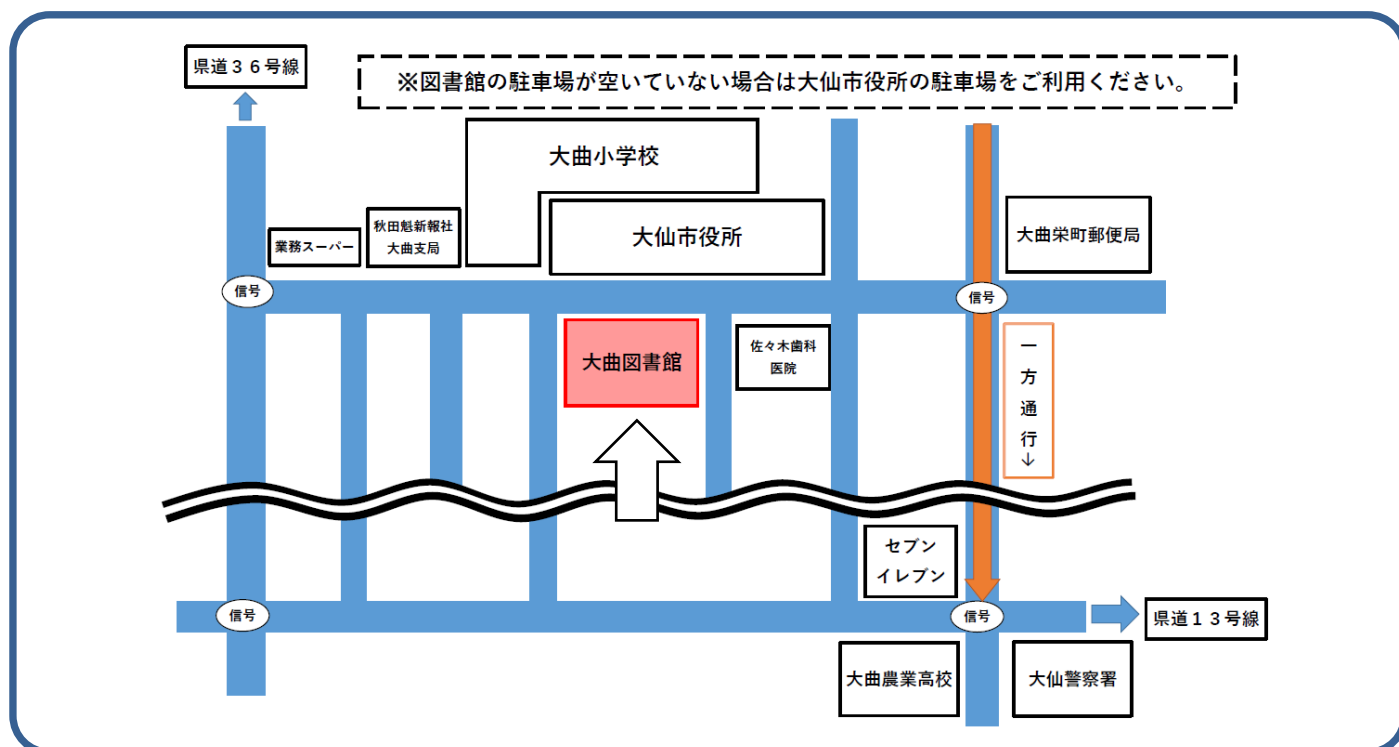 県道３６号線
※図書館の駐車場が空いていない場合は大仙市役所の駐車場をご利用ください。
大曲小学校
秋田魁新報社
大曲支局
業務スーパー
大仙市役所
大曲栄町郵便局
信号
信号
大曲図書館
佐々木歯科
医院
一方通行↓
セブン
イレブン
信号
信号
県道１３号線
大曲農業高校
大仙警察署